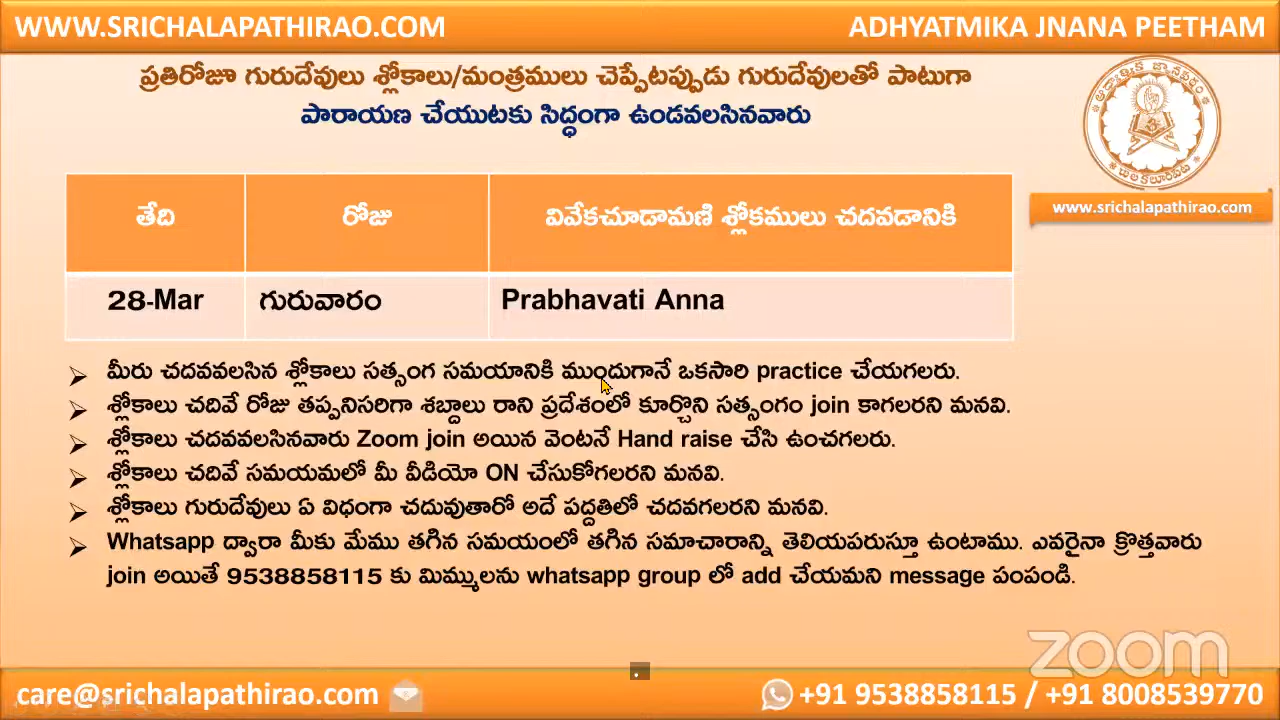 WWW.SRICHALAPATHIRAO.COM
ADHYATMIKA JNANA PEETHAM
ప్రతిరోజూ గురుదేవులు శ్లోకాలు/మంత్రములు చెప్పేటప్పుడు గురుదేవులతో పాటుగా
పారాయణ చేయుటకు సిద్ధంగా ఉండవలసినవారు
www.srichalapathirao.com
తేది రోజు వివేకచూడామణి శ్లోకములు చదవడానికి
28-Mar గురువారం Prabhavati Anna
మీరు చదవవలసిన శ్లోకాలు సత్సంగ సమయానికి ముందుగానే ఒకసారి practice చేయగలరు.
శ్లోకాలు చదివే రోజు తప్పనిసరిగా శబ్దాలు రాని ప్రదేశంలో కూర్చొని సత్సంగం join కాగలరని మనవి.
శ్లోకాలు చదవవలసినవారు Zoom join అయిన వెంటనే Hand raise చేసి ఉంచగలరు.
శ్లోకాలు చదివే సమయమలో మీ వీడియో ON చేసుకోగలరని మనవి.
శ్లోకాలు గురుదేవులు ఏ విధంగా చదువుతారో అదే పద్దతిలో చదవగలరని మనవి.
Whatsapp ద్వారా మీకు మేము తగిన సమయంలో తగిన సమాచారాన్ని తెలియపరుస్తూ ఉంటాము. ఎవరైనా క్రొత్తవారు
join అయితే 9538858115 కు మిమ్ములను whatsapp group లో add చేయమని message పంపండి.
zoom
care@srichalapathirao.com
+91 9538858115 / +91 8008539770